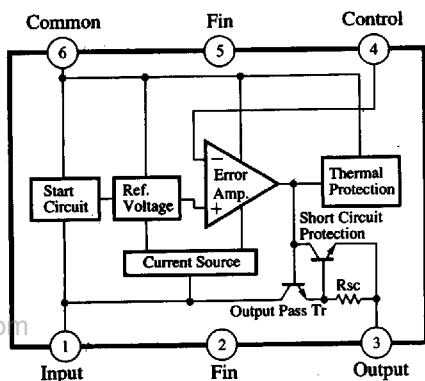 Common Fin Control
6 5 4
− Error Amp. +
Start Circuit
Ref. Voltage
Thermal Protection
Current Source
Short Circuit Protection
Rsc
Output Pass Tr
om
1 2 3
Input Fin Output